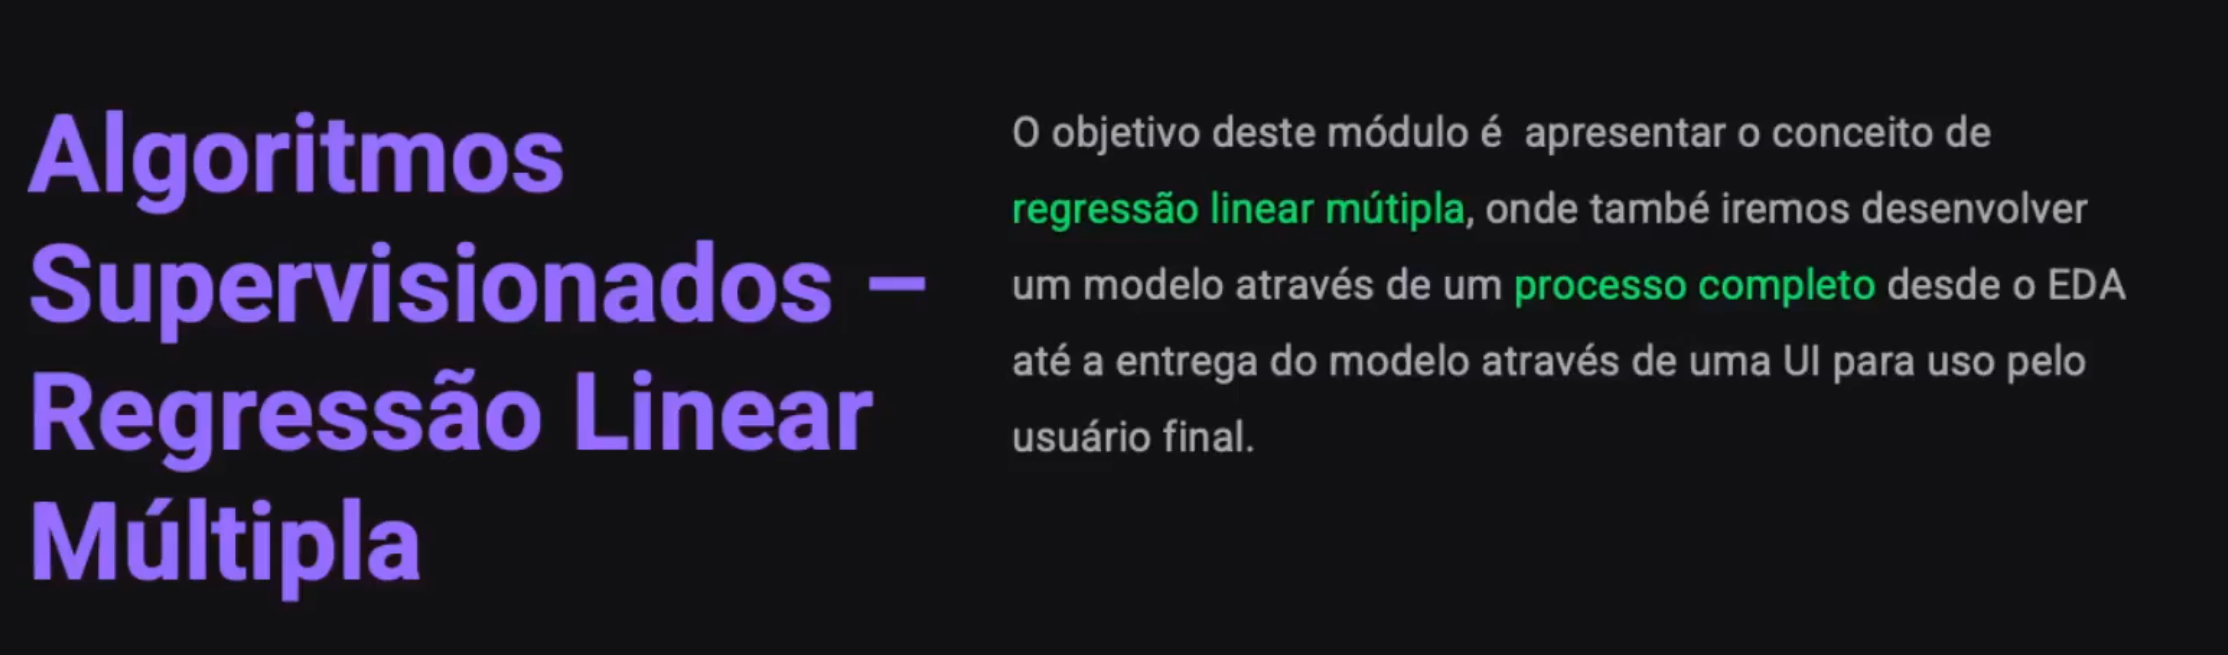 Algoritmos
Supervisionados –
Regressão Linear
Múltipla
O objetivo deste módulo é  apresentar o conceito de
regressão linear mútipla, onde també iremos desenvolver
um modelo através de um processo completo desde o EDA
até a entrega do modelo através de uma UI para uso pelo
usuário final.